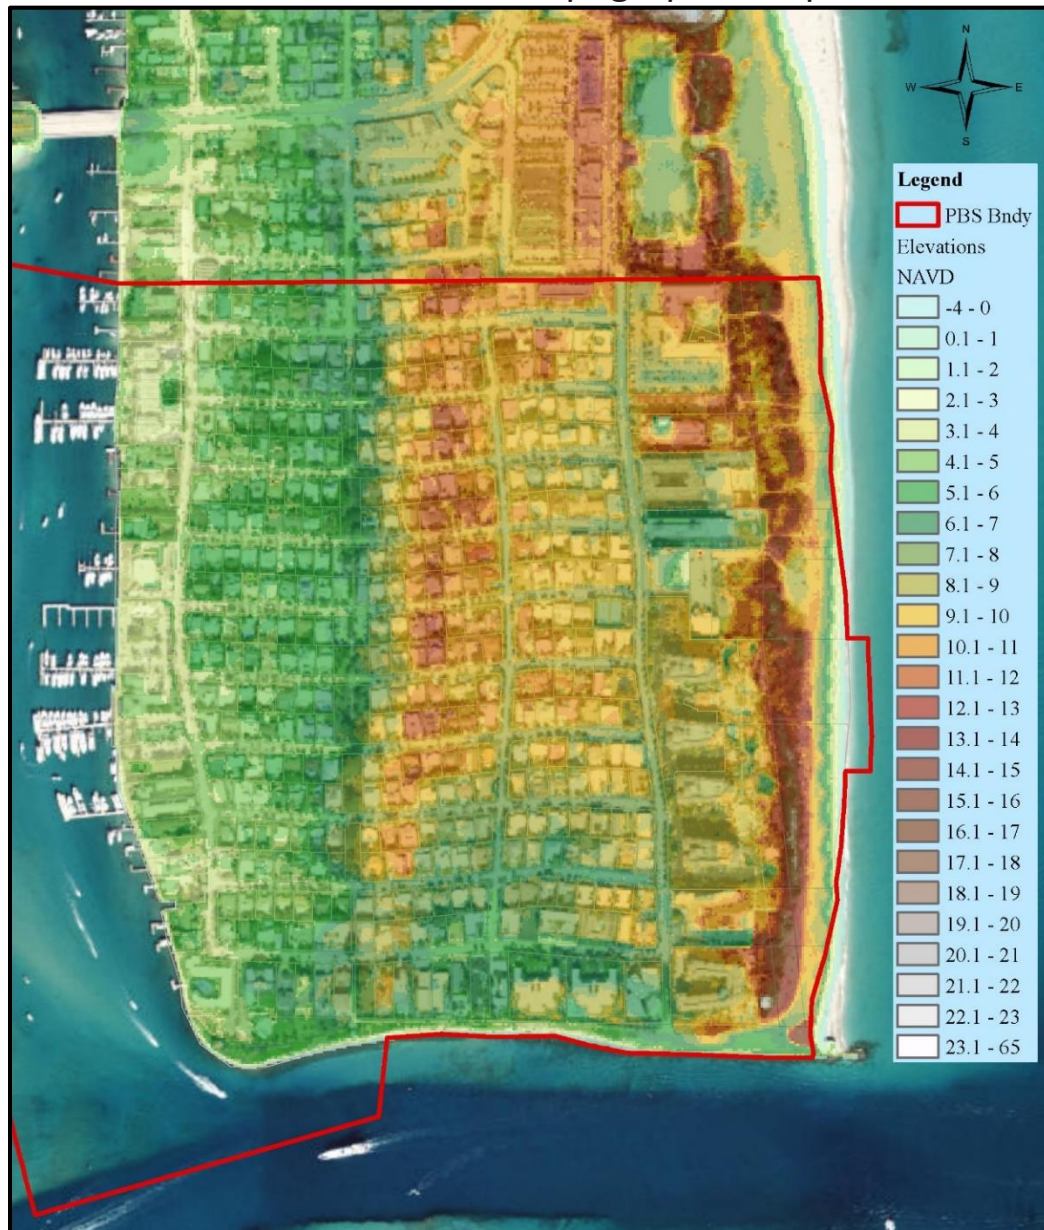 N
W E
S
Legend
PBS Bndy
Elevations
NAVD
-4 - 0
0.1 - 1
1.1 - 2
2.1 - 3
3.1 - 4
4.1 - 5
5.1 - 6
6.1 - 7
7.1 - 8
8.1 - 9
9.1 - 10
10.1 - 11
11.1 - 12
12.1 - 13
13.1 - 14
14.1 - 15
15.1 - 16
16.1 - 17
17.1 - 18
18.1 - 19
19.1 - 20
20.1 - 21
21.1 - 22
22.1 - 23
23.1 - 65